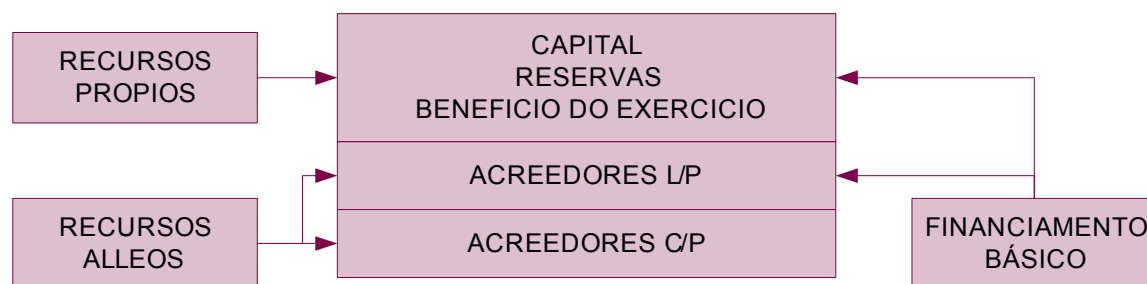 RECURSOS
PROPIOS
CAPITAL
RESERVAS
BENEFICIO DO EXERCICIO
ACREEDORES L/P
RECURSOS
ALLEOS
ACREEDORES C/P
FINANCIAMENTO
BÁSICO